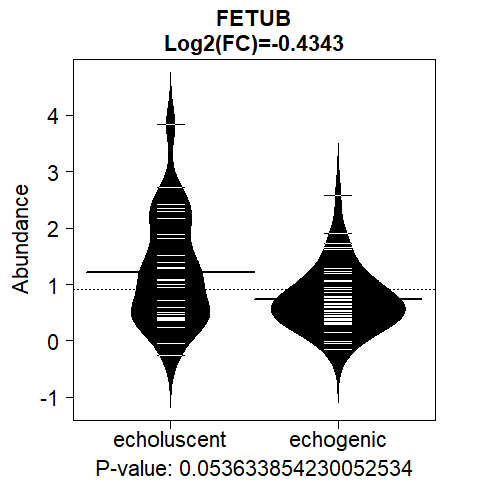 FETUB
Log2(FC)=-0.4343
Abundance
4
3
2
1
0
-1
echoluscent echogenic
P-value: 0.053633854230052534